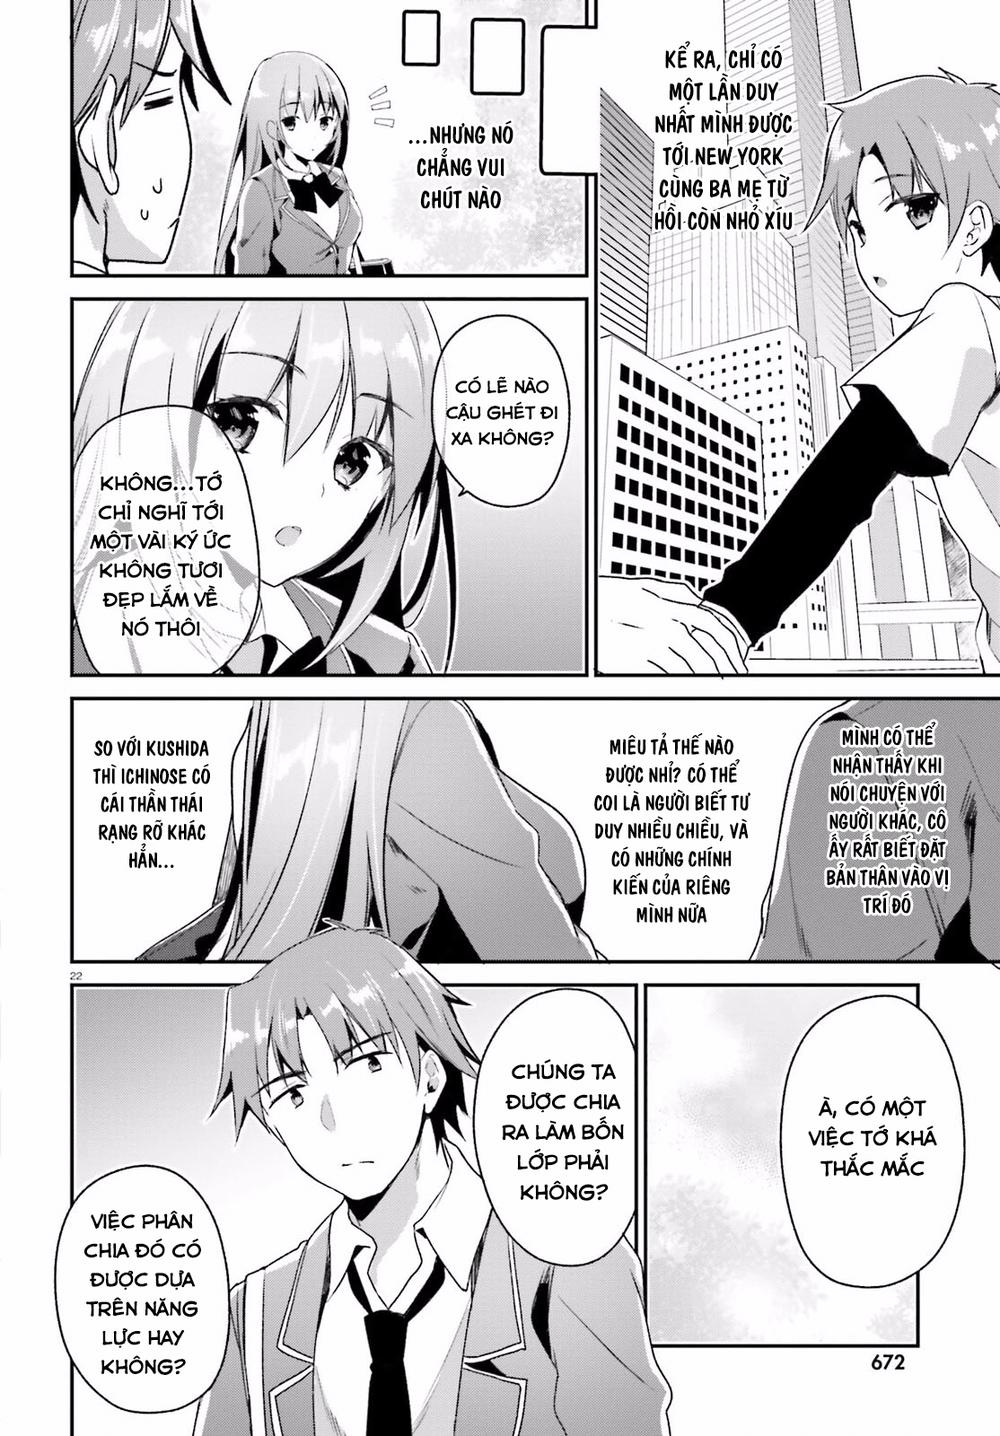 KỂ RA, CHỈ CÓ
MỘT LẦN DUY
NHẤT MÌNH ĐƯỢC
TỚI NEW YORK
CÙNG BA MẸ TỪ
HỒI CÒN NHỎ XÍU
...NHƯNG NÓ
CHẲNG VUI
CHÚT NÀO
CÓ LẼ NÀO
CẬU GHÉT ĐI
XA KHÔNG?
KHÔNG...TỚ
CHỈ NGHĨ TỚI
MỘT VÀI KÝ ỨC
KHÔNG TƯƠI
ĐẸP LẮM VỀ
NÓ THÔI
MÌNH CÓ THỂ
NHẬN THẤY KHI
NÓI CHUYỆN VỚI
NGƯỜI KHÁC, CÔ
ẤY RẤT BIẾT ĐẶT
BẢN THÂN VÀO VỊ
TRÍ ĐÓ
MIÊU TẢ THẾ NÀO
ĐƯỢC NHỈ? CÓ THỂ
COI LÀ NGƯỜI BIẾT TƯ
DUY NHIỀU CHIỀU, VÀ
CÓ NHỮNG CHÍNH
KIẾN CỦA RIÊNG
MÌNH NỮA
SO VỚI KUSHIDA
THÌ ICHINOSE CÓ
CÁI THẦN THÁI
RẠNG RỠ KHÁC
HẲN...
22
À, CÓ MỘT
VIỆC TỚ KHÁ
THẮC MẮC
CHÚNG TA
ĐƯỢC CHIA
RA LÀM BỐN
LỚP PHẢI
KHÔNG?
VIỆC PHÂN
CHIA ĐÓ CÓ
ĐƯỢC DỰA
TRÊN NĂNG
LỰC HAY
KHÔNG?
672